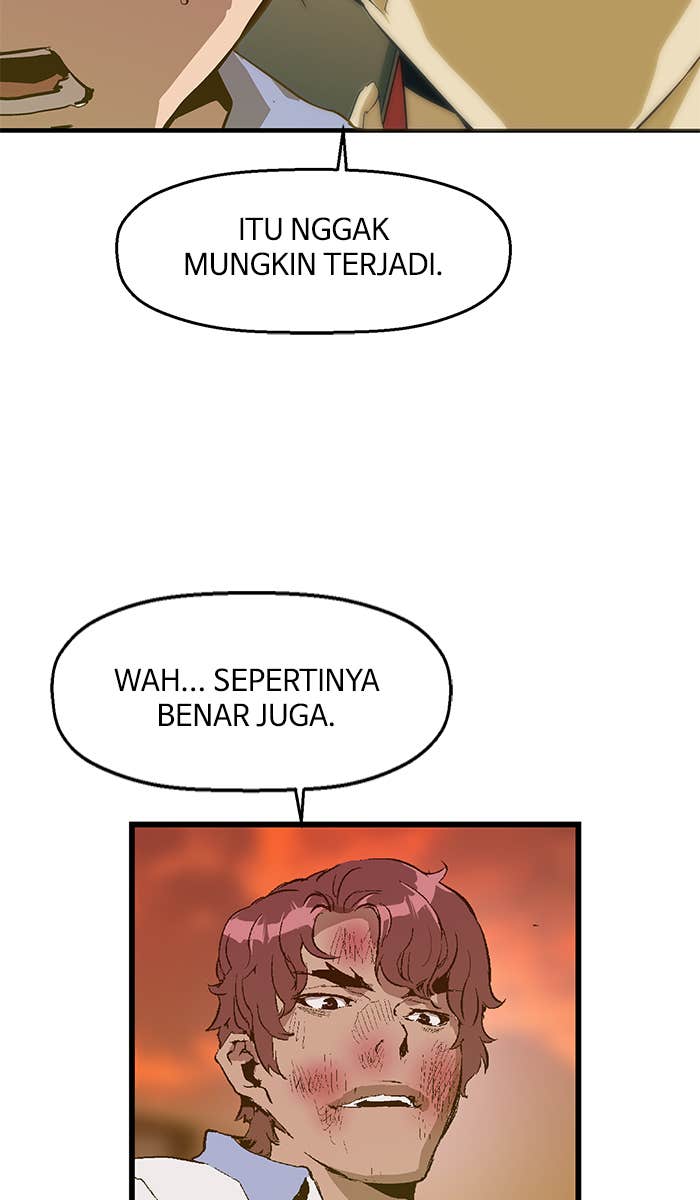 ITU NGGAK
MUNGKIN TERJADI.
WAH... SEPERTINYA
BENAR JUGA.